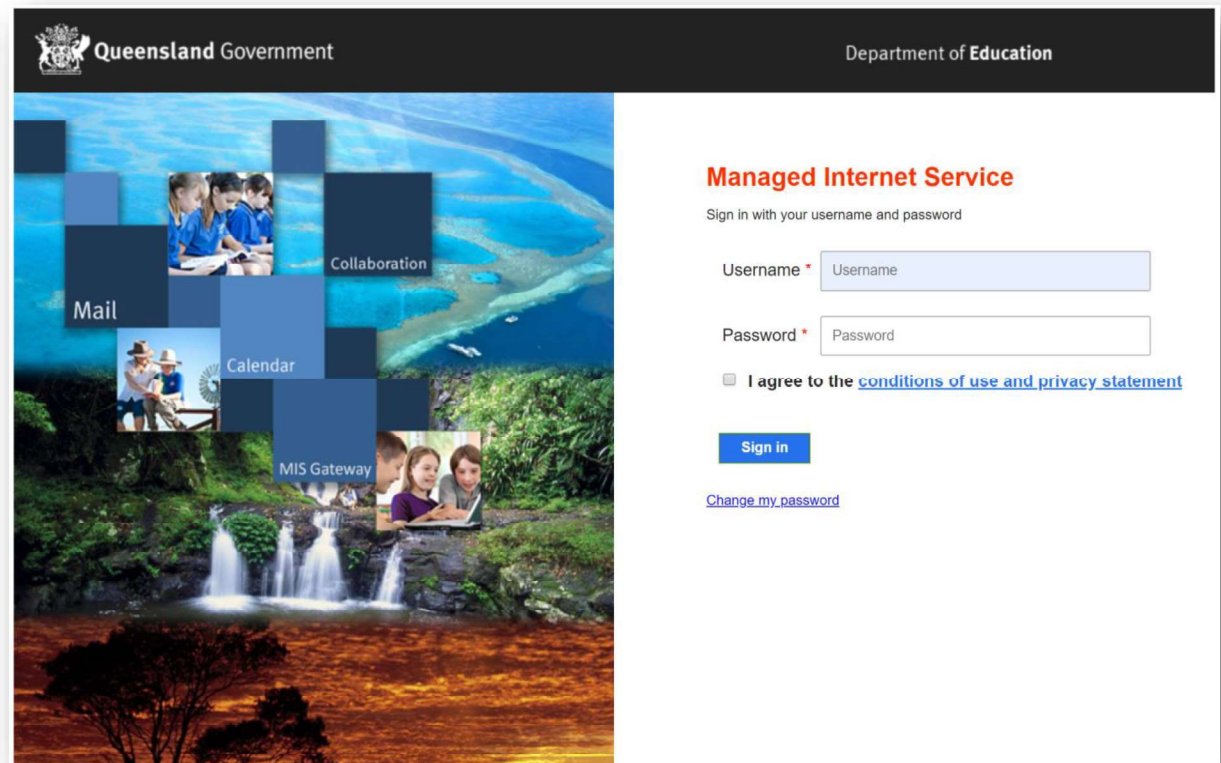 Queensland Government
Department of Education
Collaboration
Mail
Calendar
MIS Gateway
Managed Internet Service
Sign in with your username and password
Username * Username
Password * Password
I agree to the conditions of use and privacy statement
Sign in
Change my password